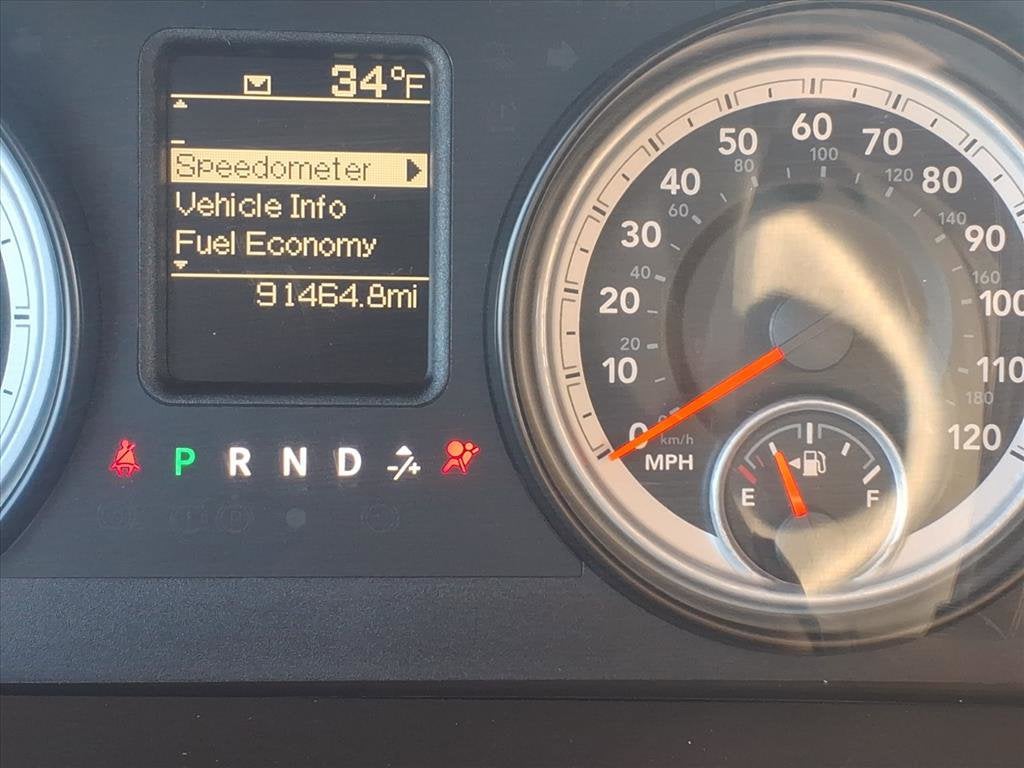 34°F
Speedometer
Vehicle Info
Fuel Economy
91464.8mi
P R N D -/+
0
10
20
30
40
50
60
70
80
90
100
110
120
MPH
0
20
40
60
80
100
120
140
160
180
km/h
E F